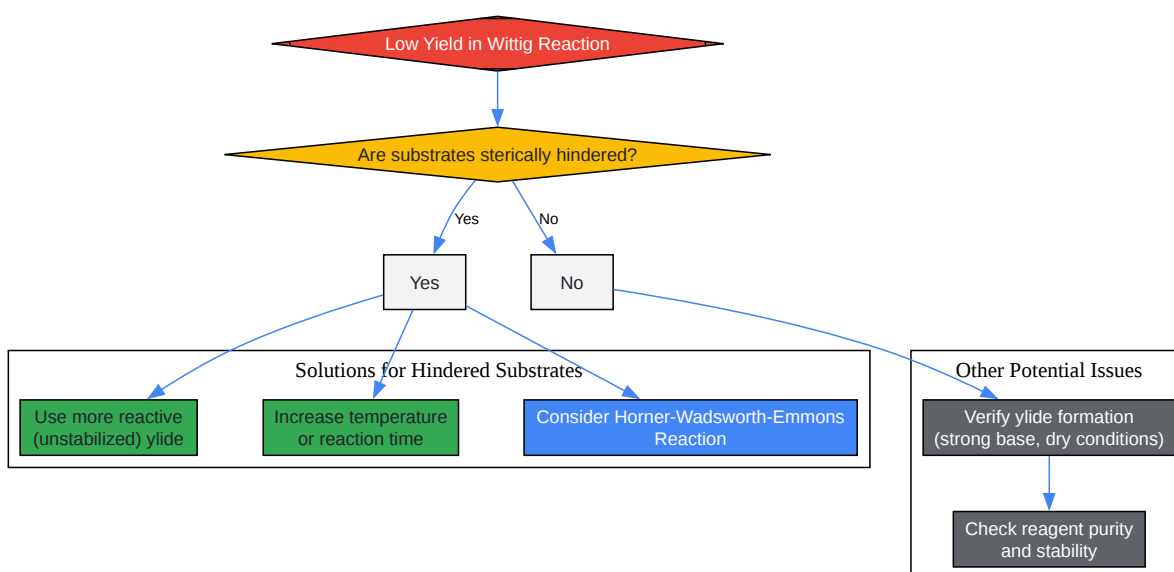 Low Yield in Wittig Reaction
Are substrates sterically hindered?
Yes
No
Yes
No
Solutions for Hindered Substrates
Use more reactive
(unstabilized) ylide
Increase temperature
or reaction time
Consider Horner-Wadsworth-Emmons
Reaction
Other Potential Issues
Verify ylide formation
(strong base, dry conditions)
Check reagent purity
and stability